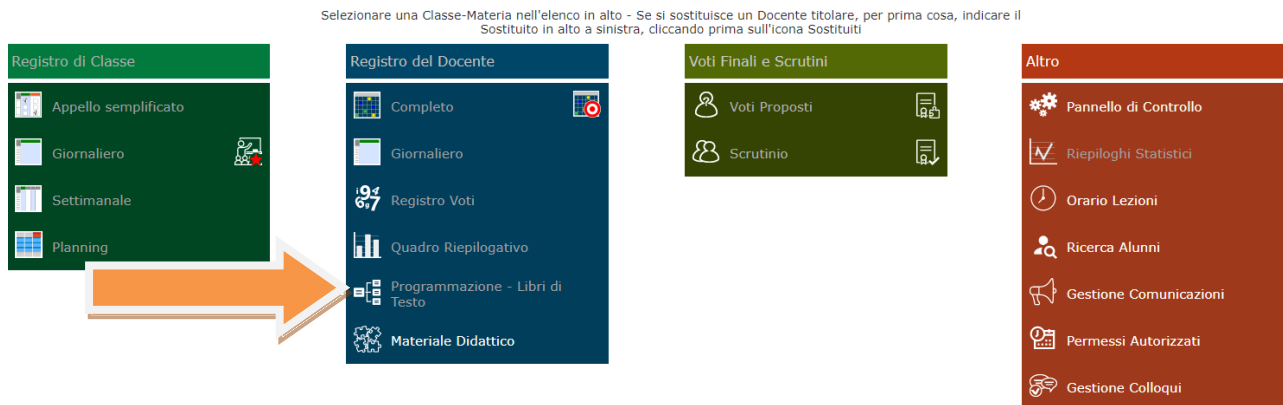 Selezionare una Classe-Materia nell'elenco in alto - Se si sostituisce un Docente titolare, per prima cosa, indicare il
Sostituito in alto a sinistra, cliccando prima sull'icona Sostituiti
Registro di Classe
Appello semplificato
Giornaliero
Settimanale
Planning
Registro del Docente
Completo
Giornaliero
Registro Voti
Quadro Riepilogativo
Programmazione - Libri di
Testo
Materiale Didattico
Voti Finali e Scrutini
Voti Proposti
Scrutinio
Altro
Pannello di Controllo
Riepiloghi Statistici
Orario Lezioni
Ricerca Alunni
Gestione Comunicazioni
Permessi Autorizzati
Gestione Colloqui